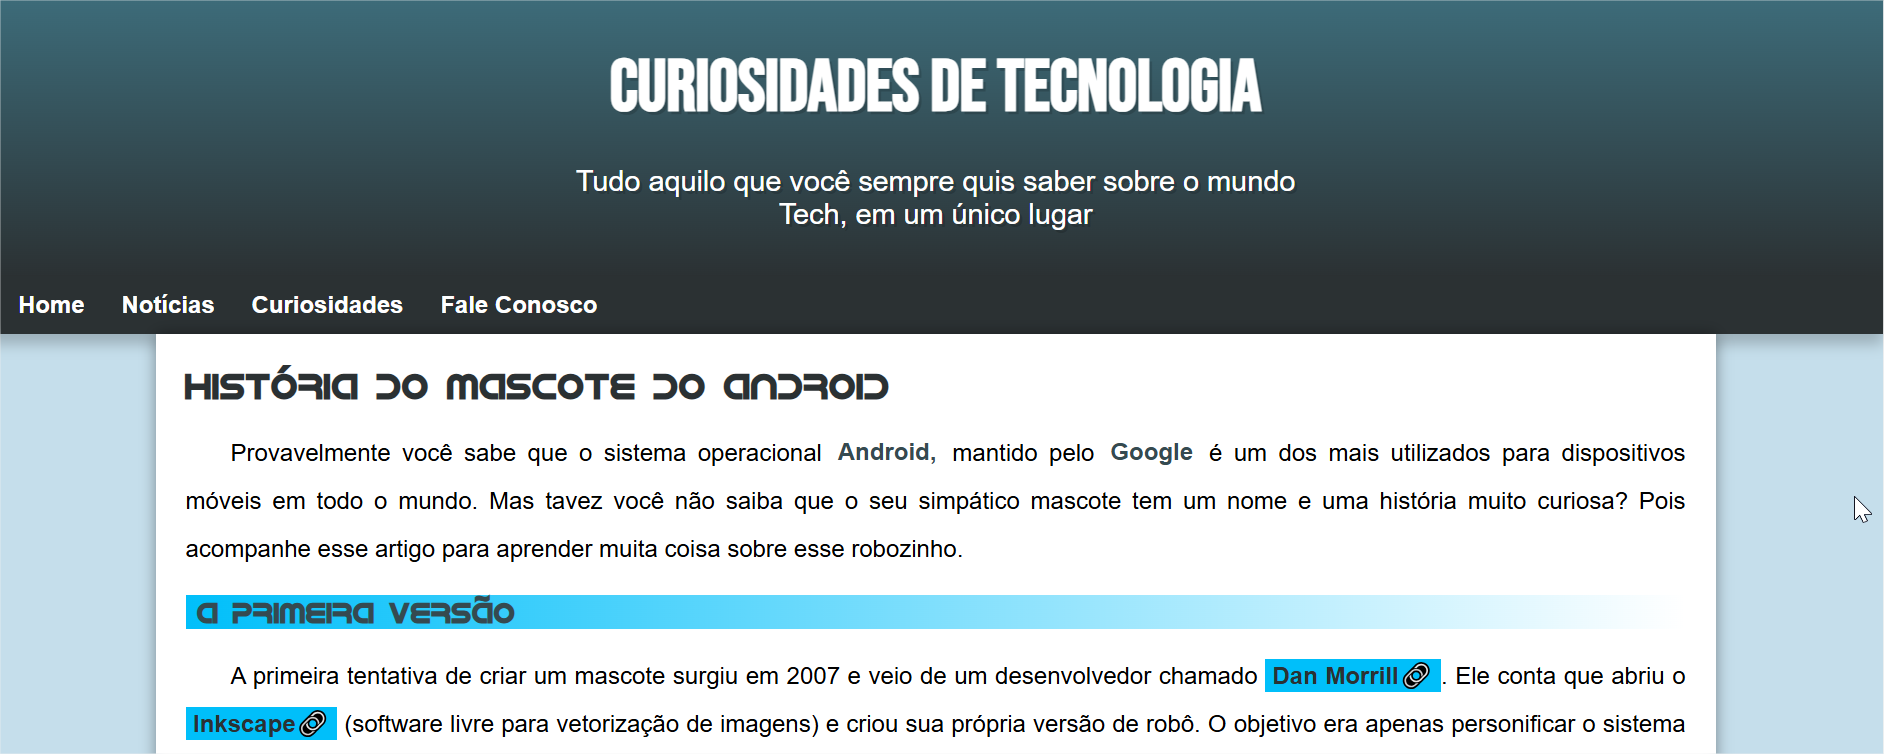 CURIOSIDADES DE TECNOLOGIA
Tudo aquilo que você sempre quis saber sobre o mundo
Tech, em um único lugar
Home Notícias Curiosidades Fale Conosco
HISTÓRIA DO MASCOTE DO ANDROID
Provavelmente você sabe que o sistema operacional Android, mantido pelo Google é um dos mais utilizados para dispositivos
móveis em todo o mundo. Mas tavez você não saiba que o seu simpático mascote tem um nome e uma história muito curiosa? Pois
acompanhe esse artigo para aprender muita coisa sobre esse robozinho.
A PRIMEIRA VERSÃO
A primeira tentativa de criar um mascote surgiu em 2007 e veio de um desenvolvedor chamado Dan Morrill. Ele conta que abriu o
Inkscape (software livre para vetorização de imagens) e criou sua própria versão de robô. O objetivo era apenas personificar o sistema